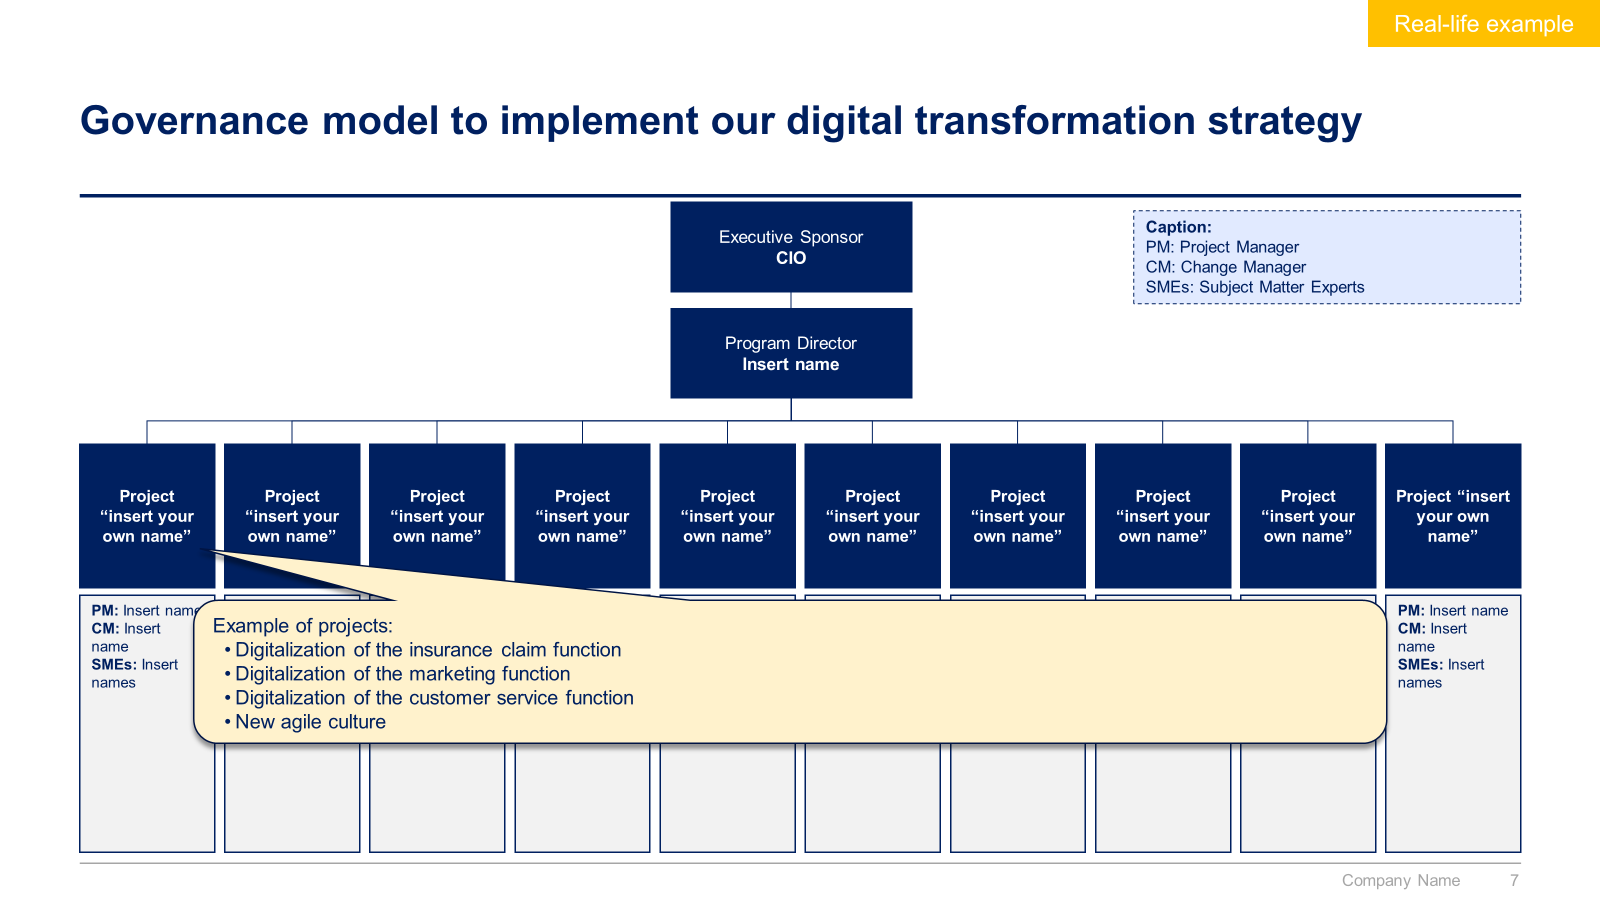 Real-life example
Governance model to implement our digital transformation strategy
Executive Sponsor
CIO
Caption:
PM: Project Manager
CM: Change Manager
SMEs: Subject Matter Experts
Program Director
Insert name
Project
“insert your
own name”
Project
“insert your
own name”
Project
“insert your
own name”
Project
“insert your
own name”
Project
“insert your
own name”
Project
“insert your
own name”
Project
“insert your
own name”
Project
“insert your
own name”
Project
“insert your
own name”
Project “insert
your own
name”
PM: Insert name
CM: Insert
name
SMEs: Insert
names
Example of projects:
• Digitalization of the insurance claim function
• Digitalization of the marketing function
• Digitalization of the customer service function
• New agile culture
PM: Insert name
CM: Insert
name
SMEs: Insert
names
Company Name
7